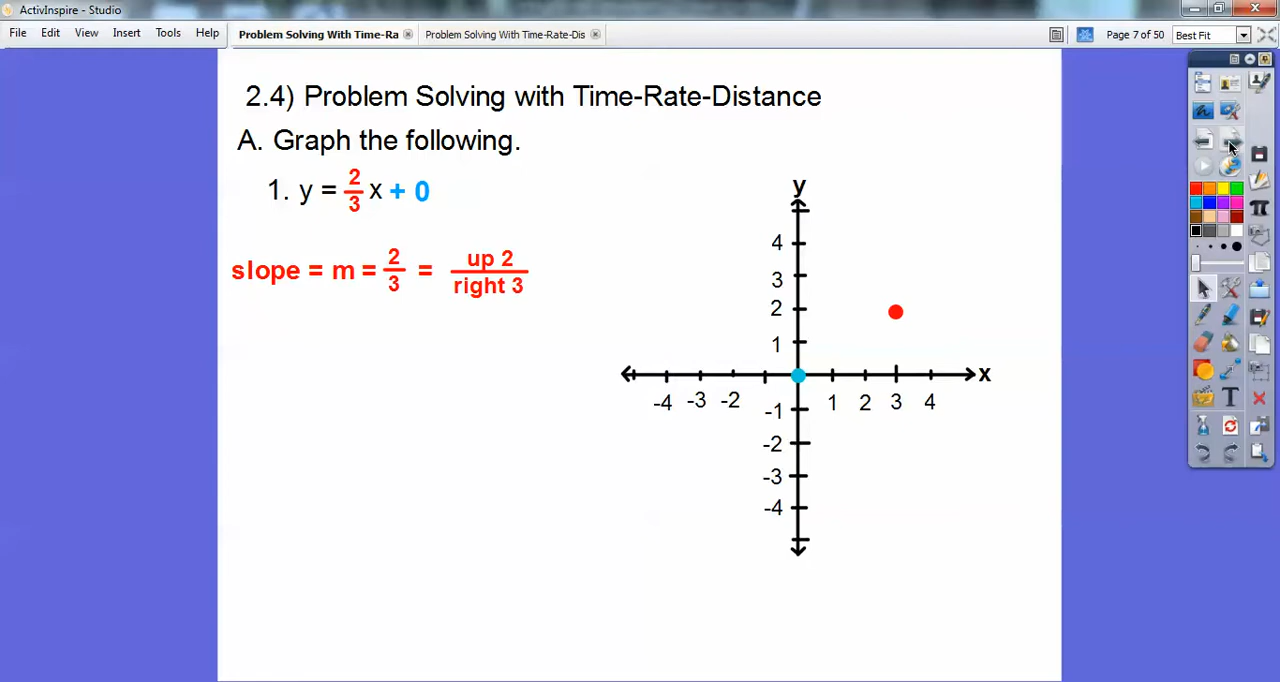 ActivInspire - Studio
File Edit View Insert Tools Help
Problem Solving With Time-Ra
Problem Solving With Time-Rate-Dis
Page 7 of 50
Best Fit
2.4) Problem Solving with Time-Rate-Distance
A. Graph the following.
1. y = 2/3 x + 0
slope = m = 2/3 = up 2/right 3
y
4
3
2
1
x
-4 -3 -2 1 2 3 4
-1
-2
-3
-4